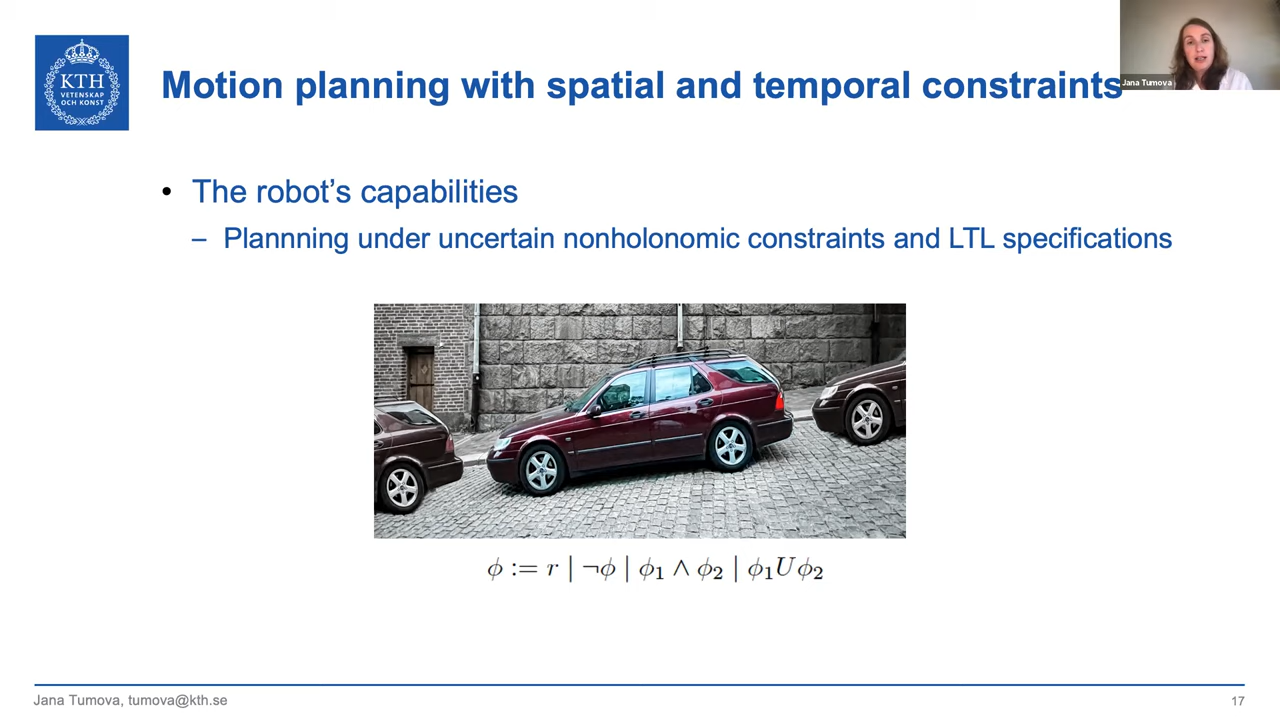 KTH
VETENSKAP
OCH KONST
Motion planning with spatial and temporal constraints
Jana Tumova
• The robot's capabilities
– Plannning under uncertain nonholonomic constraints and LTL specifications
ϕ := r | ¬ϕ | ϕ₁ ∧ ϕ₂ | ϕ₁Uϕ₂
Jana Tumova, tumova@kth.se
17